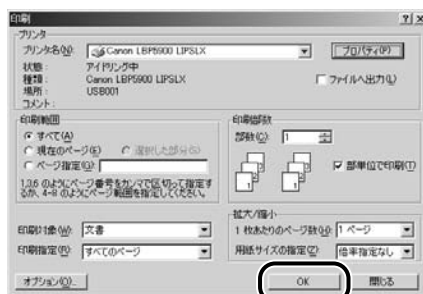 印刷
プリンタ
プリンタ名(N): Canon LBP5900 LIPSLX プロパティ(P)
状態: アイドリング中
種類: Canon LBP5900 LIPSLX
場所: USB001
コメント:
ファイルへ出力(L)
印刷範囲
すべて(A)
現在のページ(E) 選択した部分(S)
ページ指定(G):
1,3,6 のようにページ番号をカンマで区切って指定するか、4-8 のようにページ範囲を指定してください。
印刷部数
部数(C): 1
部単位で印刷(T)
印刷対象(W): 文書
印刷指定(R): すべてのページ
拡大/縮小
1 枚あたりのページ数(H): 1 ページ
用紙サイズの指定(Z): 倍率指定なし
オプション(O)... OK 閉じる